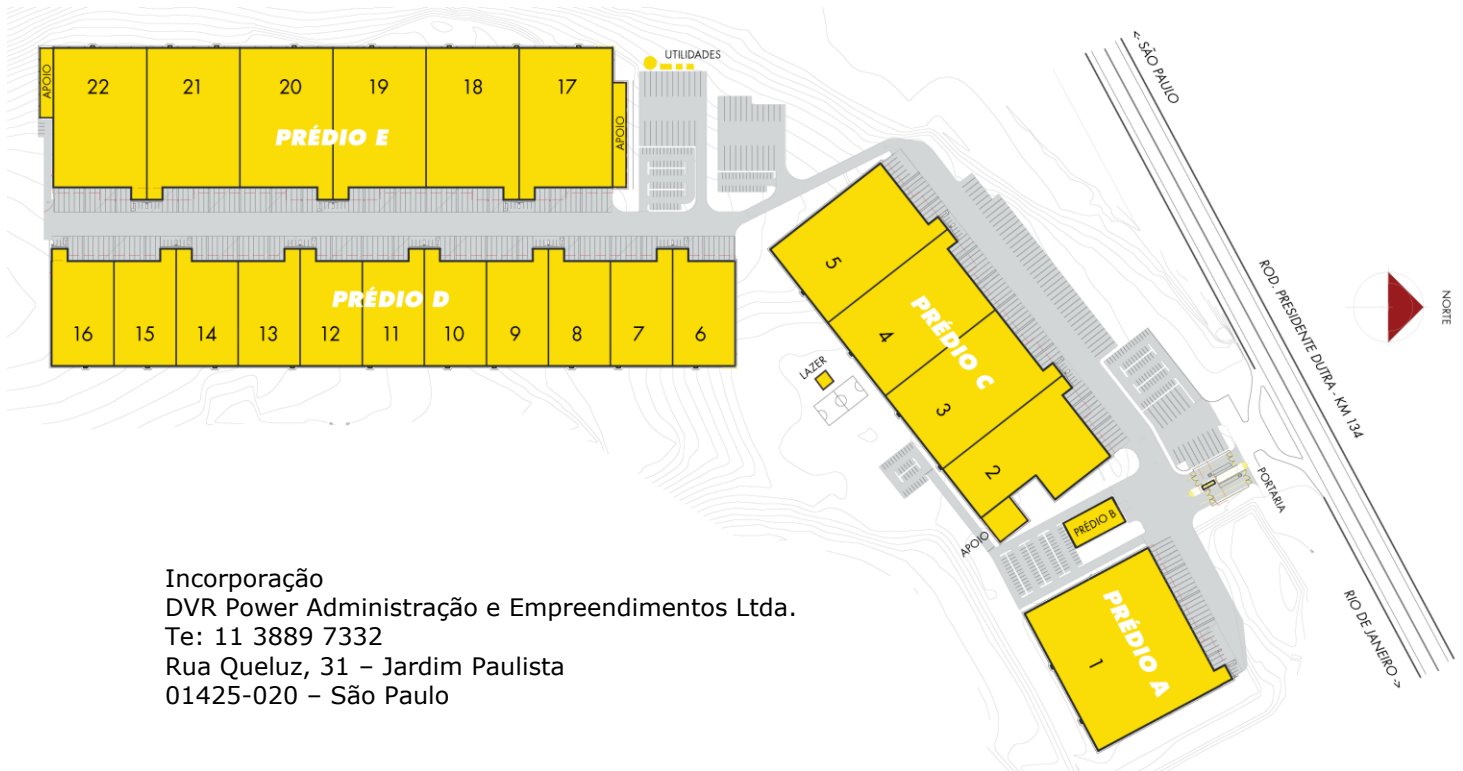 UTILIDADES
<- SÃO PAULO
APOIO
22
21
20
19
18
17
PRÉDIO E
APOIO
PRÉDIO D
16
15
14
13
12
11
10
9
8
7
6
5
4
3
2
PRÉDIO C
LAZER
ROD. PRESIDENTE DUTRA - KM 134
NORTE
PORTARIA
PRÉDIO B
APOIO
PRÉDIO A
1
RIO DE JANEIRO ->
Incorporação
DVR Power Administração e Empreendimentos Ltda.
Te: 11 3889 7332
Rua Queluz, 31 – Jardim Paulista
01425-020 – São Paulo